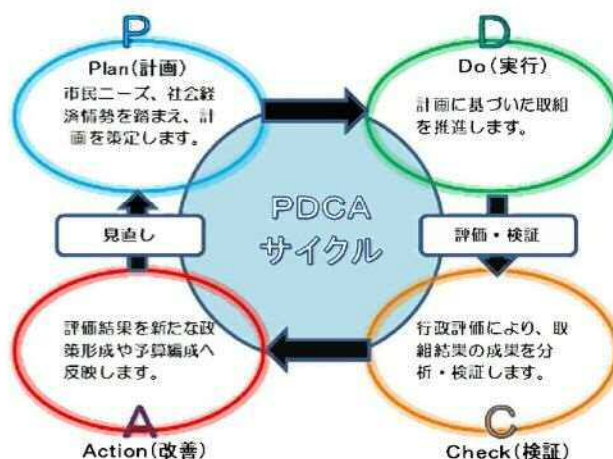 P
Plan(計画)
市民ニーズ、社会経
済情勢を踏まえ、計
画を策定します。
D
Do(実行)
計画に基づいた取組
を推進します。
PDCA
サイクル
見直し
評価・検証
評価結果を新たな政
策形成や予算編成へ
反映します。
A
Action(改善)
行政評価により、取
組結果の成果を分
析・検証します。
C
Check(検証)